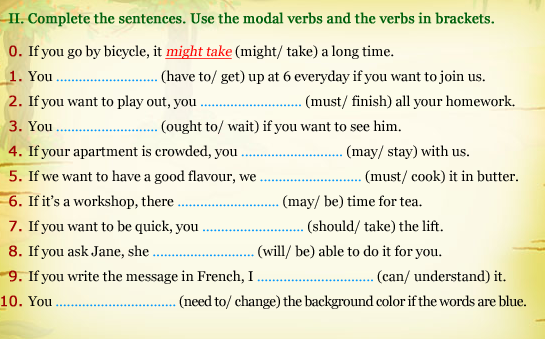 II. Complete the sentences. Use the modal verbs and the verbs in brackets.
0. If you go by bicycle, it might take (might/ take) a long time.
1. You .......................... (have to/ get) up at 6 everyday if you want to join us.
2. If you want to play out, you .......................... (must/ finish) all your homework.
3. You .......................... (ought to/ wait) if you want to see him.
4. If your apartment is crowded, you .......................... (may/ stay) with us.
5. If we want to have a good flavour, we .......................... (must/ cook) it in butter.
6. If it's a workshop, there .......................... (may/ be) time for tea.
7. If you want to be quick, you .......................... (should/ take) the lift.
8. If you ask Jane, she .......................... (will/ be) able to do it for you.
9. If you write the message in French, I .............................. (can/ understand) it.
10. You ............................... (need to/ change) the background color if the words are blue.